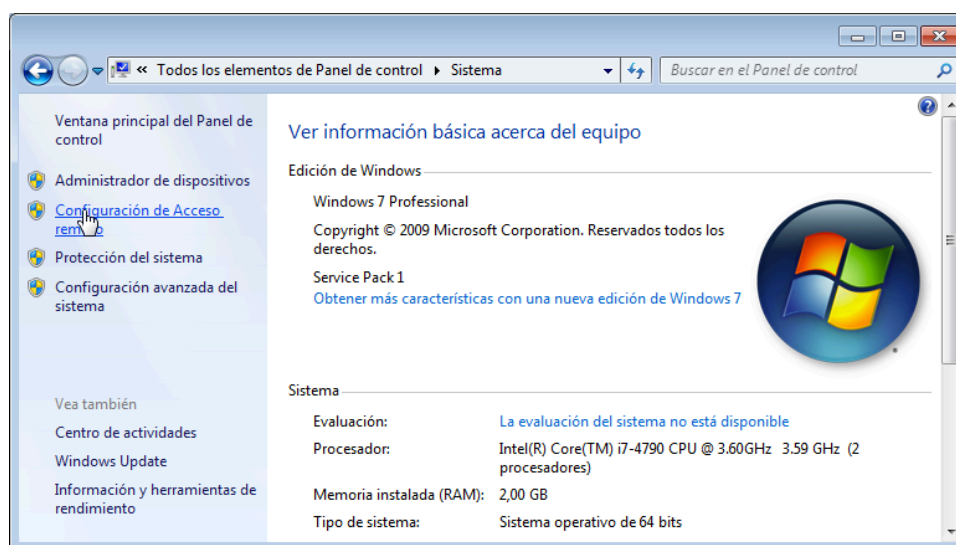 « Todos los elementos de Panel de control ▸ Sistema
Buscar en el Panel de control
Ventana principal del Panel de
control
Administrador de dispositivos
Configuración de Acceso
remoto
Protección del sistema
Configuración avanzada del
sistema
Vea también
Centro de actividades
Windows Update
Información y herramientas de
rendimiento
Ver información básica acerca del equipo
Edición de Windows
Windows 7 Professional
Copyright © 2009 Microsoft Corporation. Reservados todos los
derechos.
Service Pack 1
Obtener más características con una nueva edición de Windows 7
Sistema
Evaluación: La evaluación del sistema no está disponible
Procesador: Intel(R) Core(TM) i7-4790 CPU @ 3.60GHz 3.59 GHz (2
procesadores)
Memoria instalada (RAM): 2,00 GB
Tipo de sistema: Sistema operativo de 64 bits